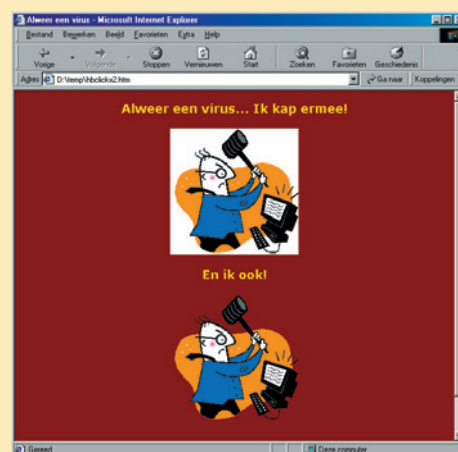 Alweer een virus - Microsoft Internet Explorer
Bestand Bewerken Beeld Favorieten Extra Help
Vorige Volgende Stoppen Vernieuwen Start Zoeken Favorieten Geschiedenis
Adres D:\temp\hbclickx2.htm Ga naar Koppelingen
Alweer een virus... Ik kap ermee!
En ik ook!
Gereed Deze computer